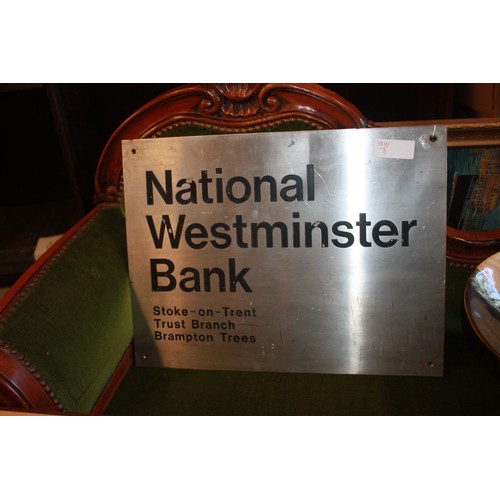 National
Westminster
Bank
Stoke-on-Trent
Trust Branch
Brampton Trees